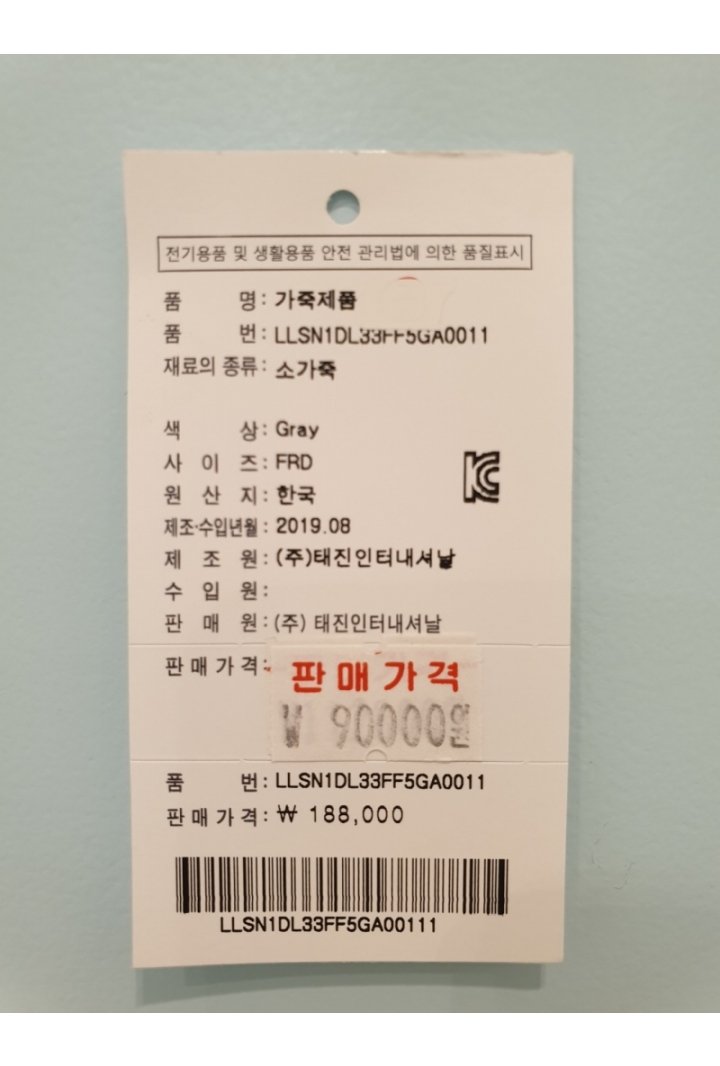 전기용품 및 생활용품 안전 관리법에 의한 품질표시
품 명 : 가죽제품
품 번 : LLSN1DL33FF5GA0011
재료의 종류 : 소가죽
색 상 : Gray
사 이 즈 : FRD
원 산 지 : 한국
제조·수입년월 : 2019.08
제 조 원 : (주)태진인터내셔날
수 입 원 :
판 매 원 : (주) 태진인터내셔날
판 매 가 격 :
판매가격
₩ 90000원
품 번 : LLSN1DL33FF5GA0011
판 매 가 격 : ₩ 188,000
LLSN1DL33FF5GA00111